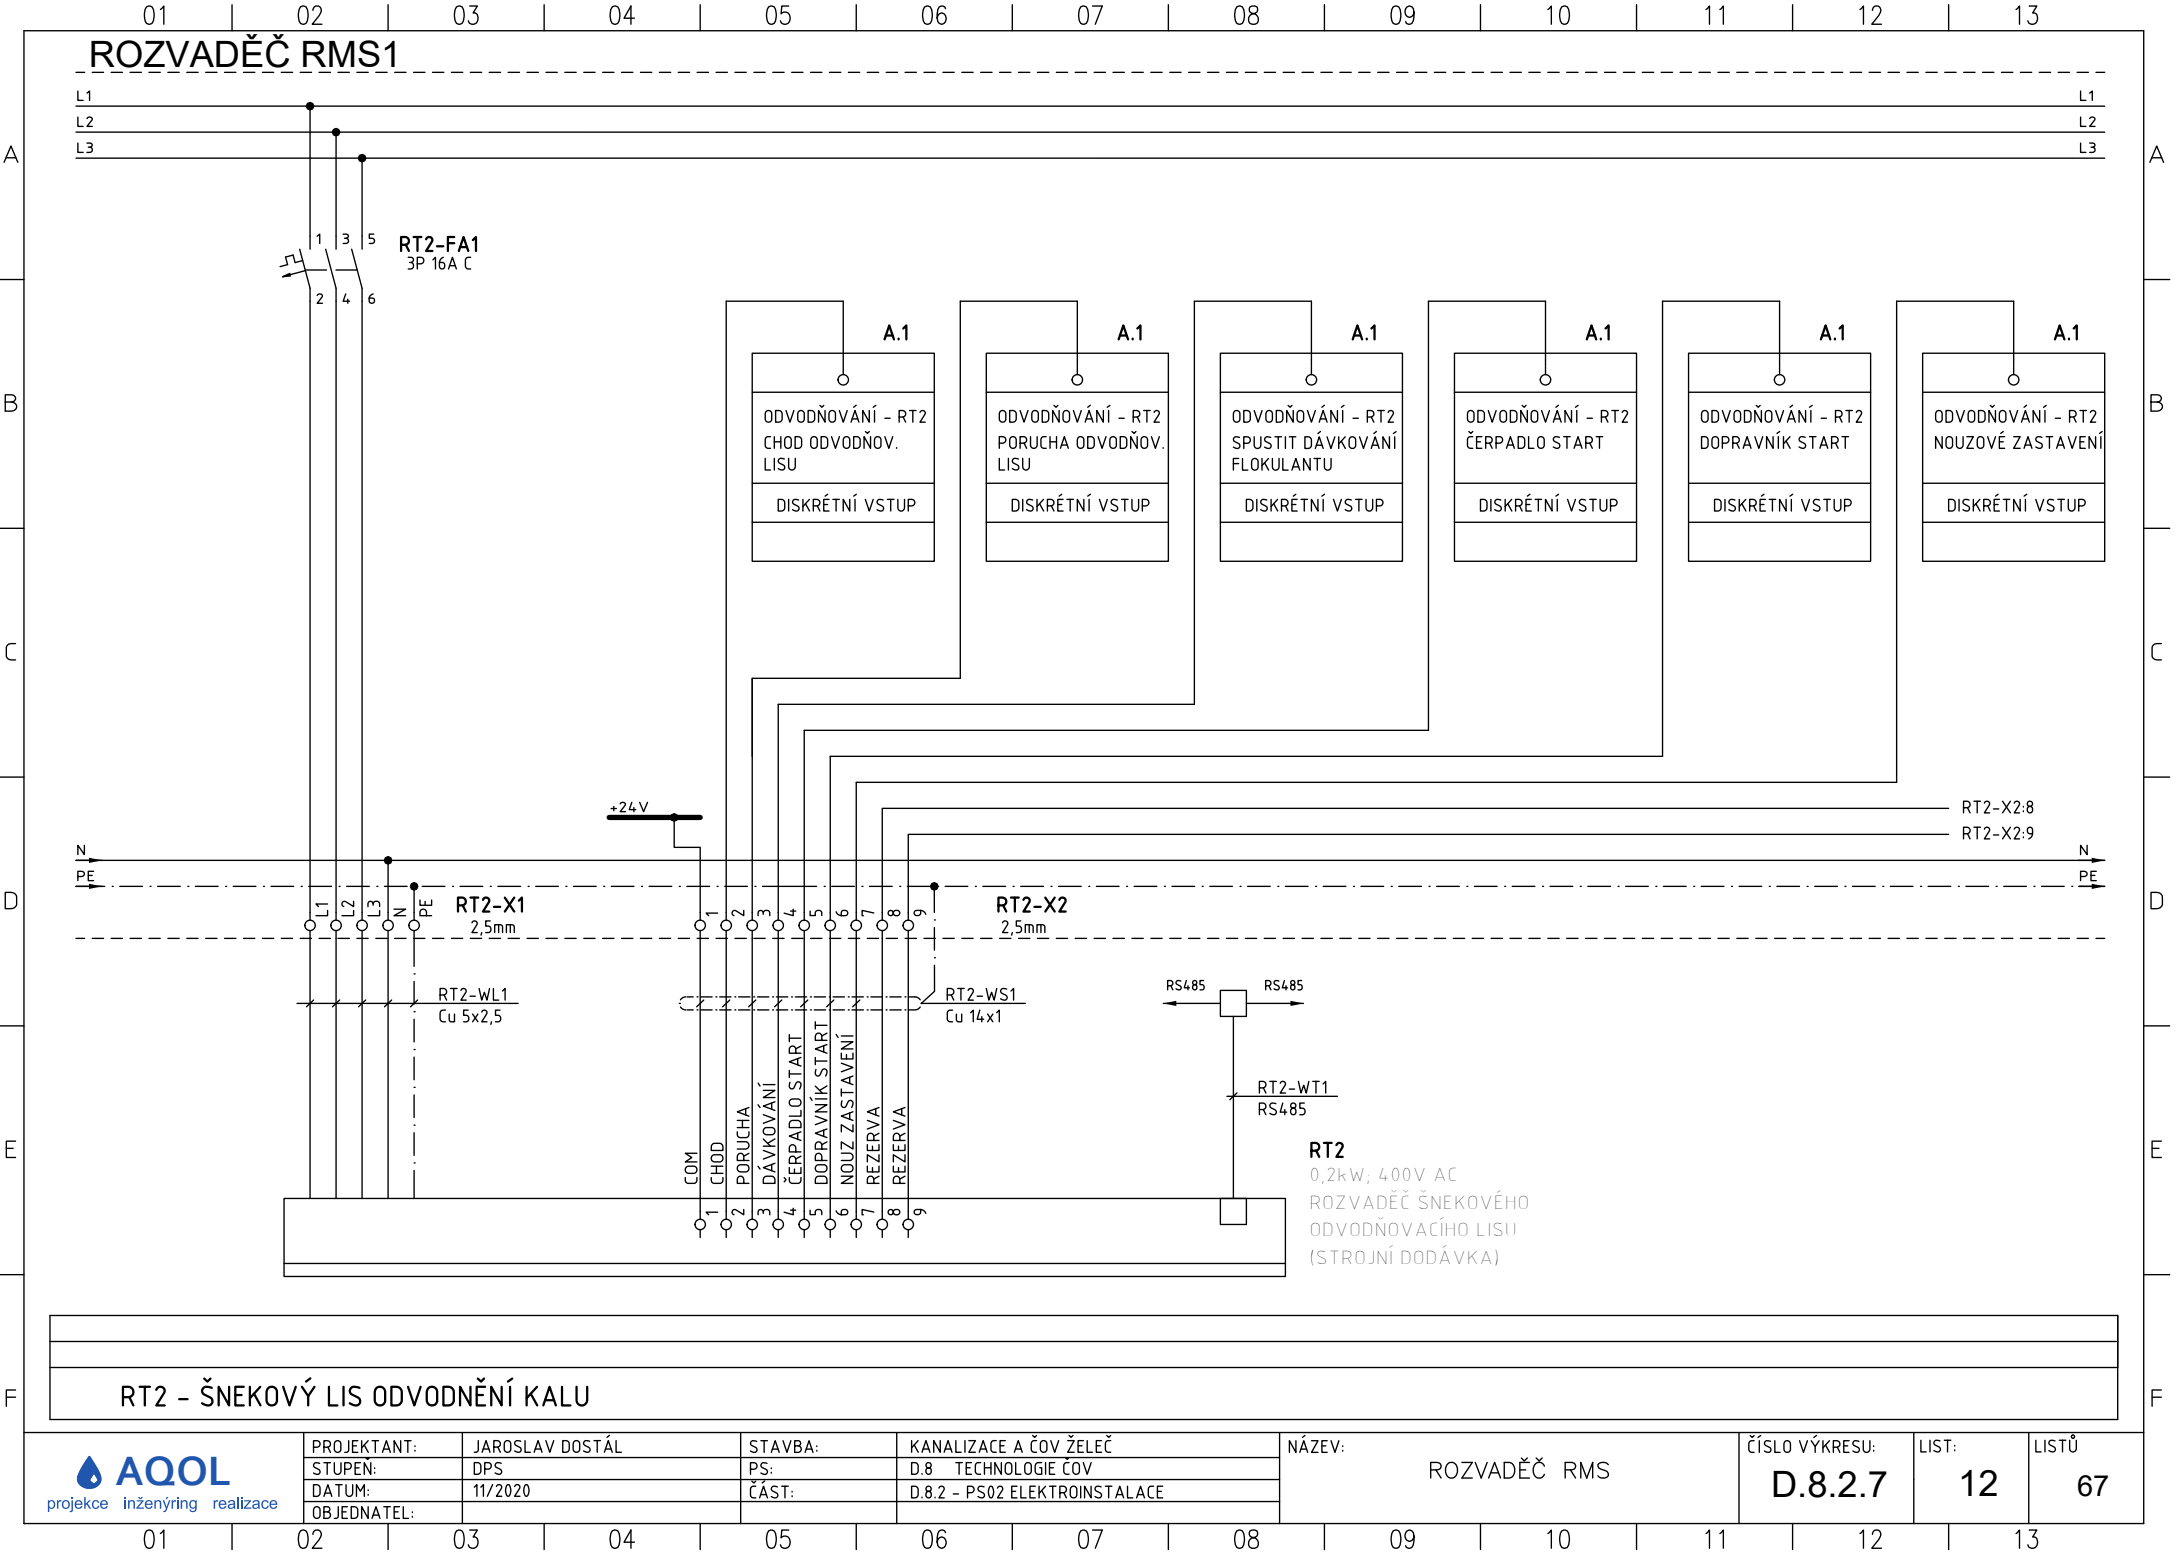 01 02 03 04 05 06 07 08 09 10 11 12 13
ROZVADĚČ RMS1
L1 L1
L2 L2
L3 L3
A A
1 3 5
RT2-FA1
3P 16A C
2 4 6
A.1 A.1 A.1 A.1 A.1 A.1
B B
ODVODŇOVÁNÍ - RT2
CHOD ODVODŇOV.
LISU
DISKRÉTNÍ VSTUP
ODVODŇOVÁNÍ - RT2
PORUCHA ODVODŇOV.
LISU
DISKRÉTNÍ VSTUP
ODVODŇOVÁNÍ - RT2
SPUSTIT DÁVKOVÁNÍ
FLOKULANTU
DISKRÉTNÍ VSTUP
ODVODŇOVÁNÍ - RT2
ČERPADLO START
DISKRÉTNÍ VSTUP
ODVODŇOVÁNÍ - RT2
DOPRAVNÍK START
DISKRÉTNÍ VSTUP
ODVODŇOVÁNÍ - RT2
NOUZOVÉ ZASTAVENÍ
DISKRÉTNÍ VSTUP
C C
+24V
RT2-X2:8
RT2-X2:9
N N
PE PE
D D
L1 L2 L3 N PE
RT2-X1
2,5mm
1 2 3 4 5 6 7 8 9
RT2-X2
2,5mm
RT2-WL1
Cu 5x2,5
RT2-WS1
Cu 14x1
RS485 RS485
RT2-WT1
RS485
COM
CHOD
PORUCHA
DÁVKOVÁNÍ
ČERPADLO START
DOPRAVNÍK START
NOUZ ZASTAVENÍ
REZERVA
REZERVA
E E
RT2
0,2kW; 400V AC
ROZVADĚČ ŠNEKOVÉHO
ODVODŇOVACÍHO LISU
(STROJNÍ DODÁVKA)
1 2 3 4 5 6 7 8 9
F F
RT2 - ŠNEKOVÝ LIS ODVODNĚNÍ KALU
AQOL
projekce inženýring realizace
PROJEKTANT: JAROSLAV DOSTÁL
STUPEŇ: DPS
DATUM: 11/2020
OBJEDNATEL:
STAVBA: KANALIZACE A ČOV ŽELEČ
PS: D.8 TECHNOLOGIE ČOV
ČÁST: D.8.2 - PS02 ELEKTROINSTALACE
NÁZEV:
ROZVADĚČ RMS
ČÍSLO VÝKRESU:
D.8.2.7
LIST:
12
LISTŮ
67
01 02 03 04 05 06 07 08 09 10 11 12 13